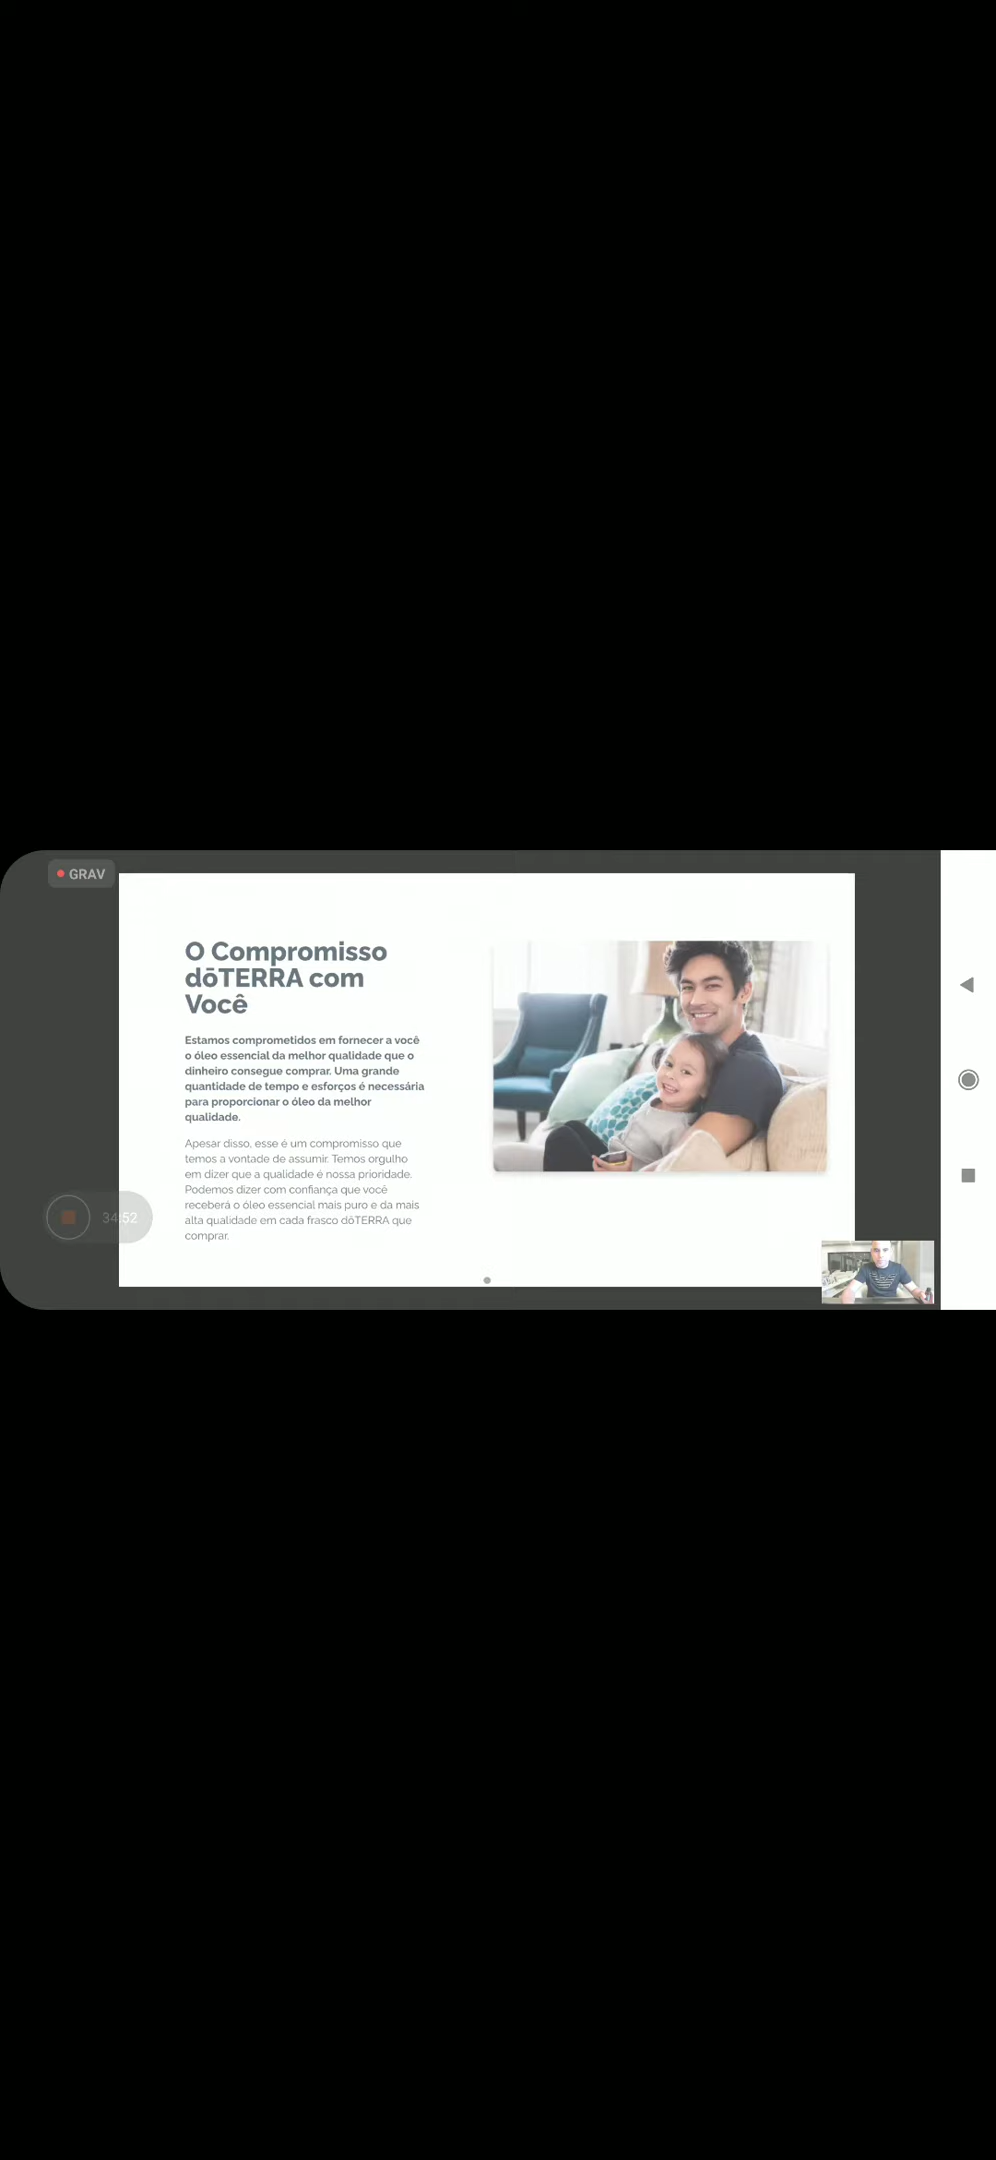 GRAV
O Compromisso
dōTERRA com
Você
Estamos comprometidos em fornecer a você
o óleo essencial da melhor qualidade que o
dinheiro consegue comprar. Uma grande
quantidade de tempo e esforços é necessária
para proporcionar o óleo da melhor
qualidade.
Apesar disso, esse é um compromisso que
temos a vontade de assumir. Temos orgulho
em dizer que a qualidade é nossa prioridade.
Podemos dizer com confiança que você
receberá o óleo essencial mais puro e da mais
alta qualidade em cada frasco dōTERRA que
comprar.
34:52